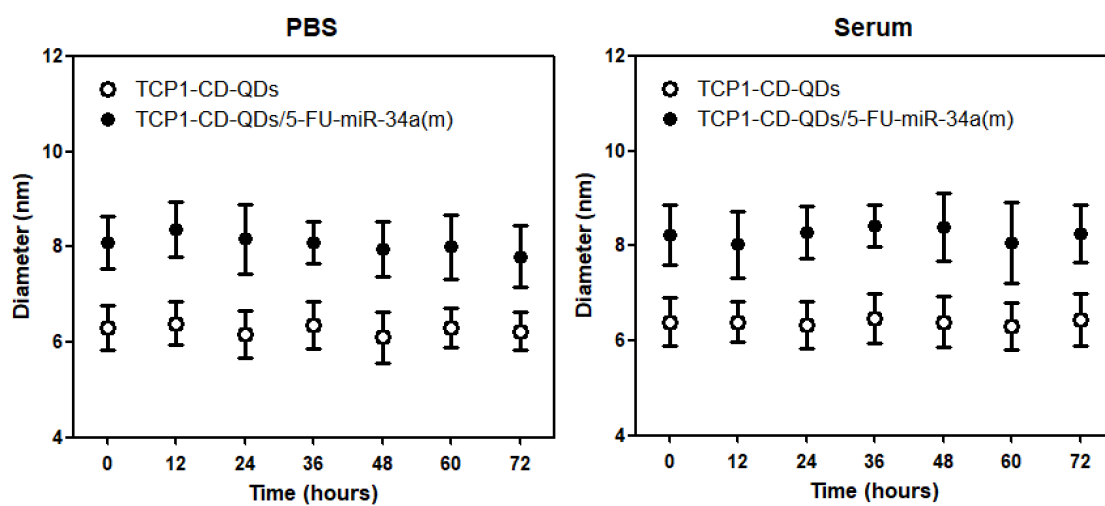 PBS
12
10
8
6
4
Diameter (nm)
TCP1-CD-QDs
TCP1-CD-QDs/5-FU-miR-34a(m)
0 12 24 36 48 60 72
Time (hours)
Serum
12
10
8
6
4
Diameter (nm)
TCP1-CD-QDs
TCP1-CD-QDs/5-FU-miR-34a(m)
0 12 24 36 48 60 72
Time (hours)